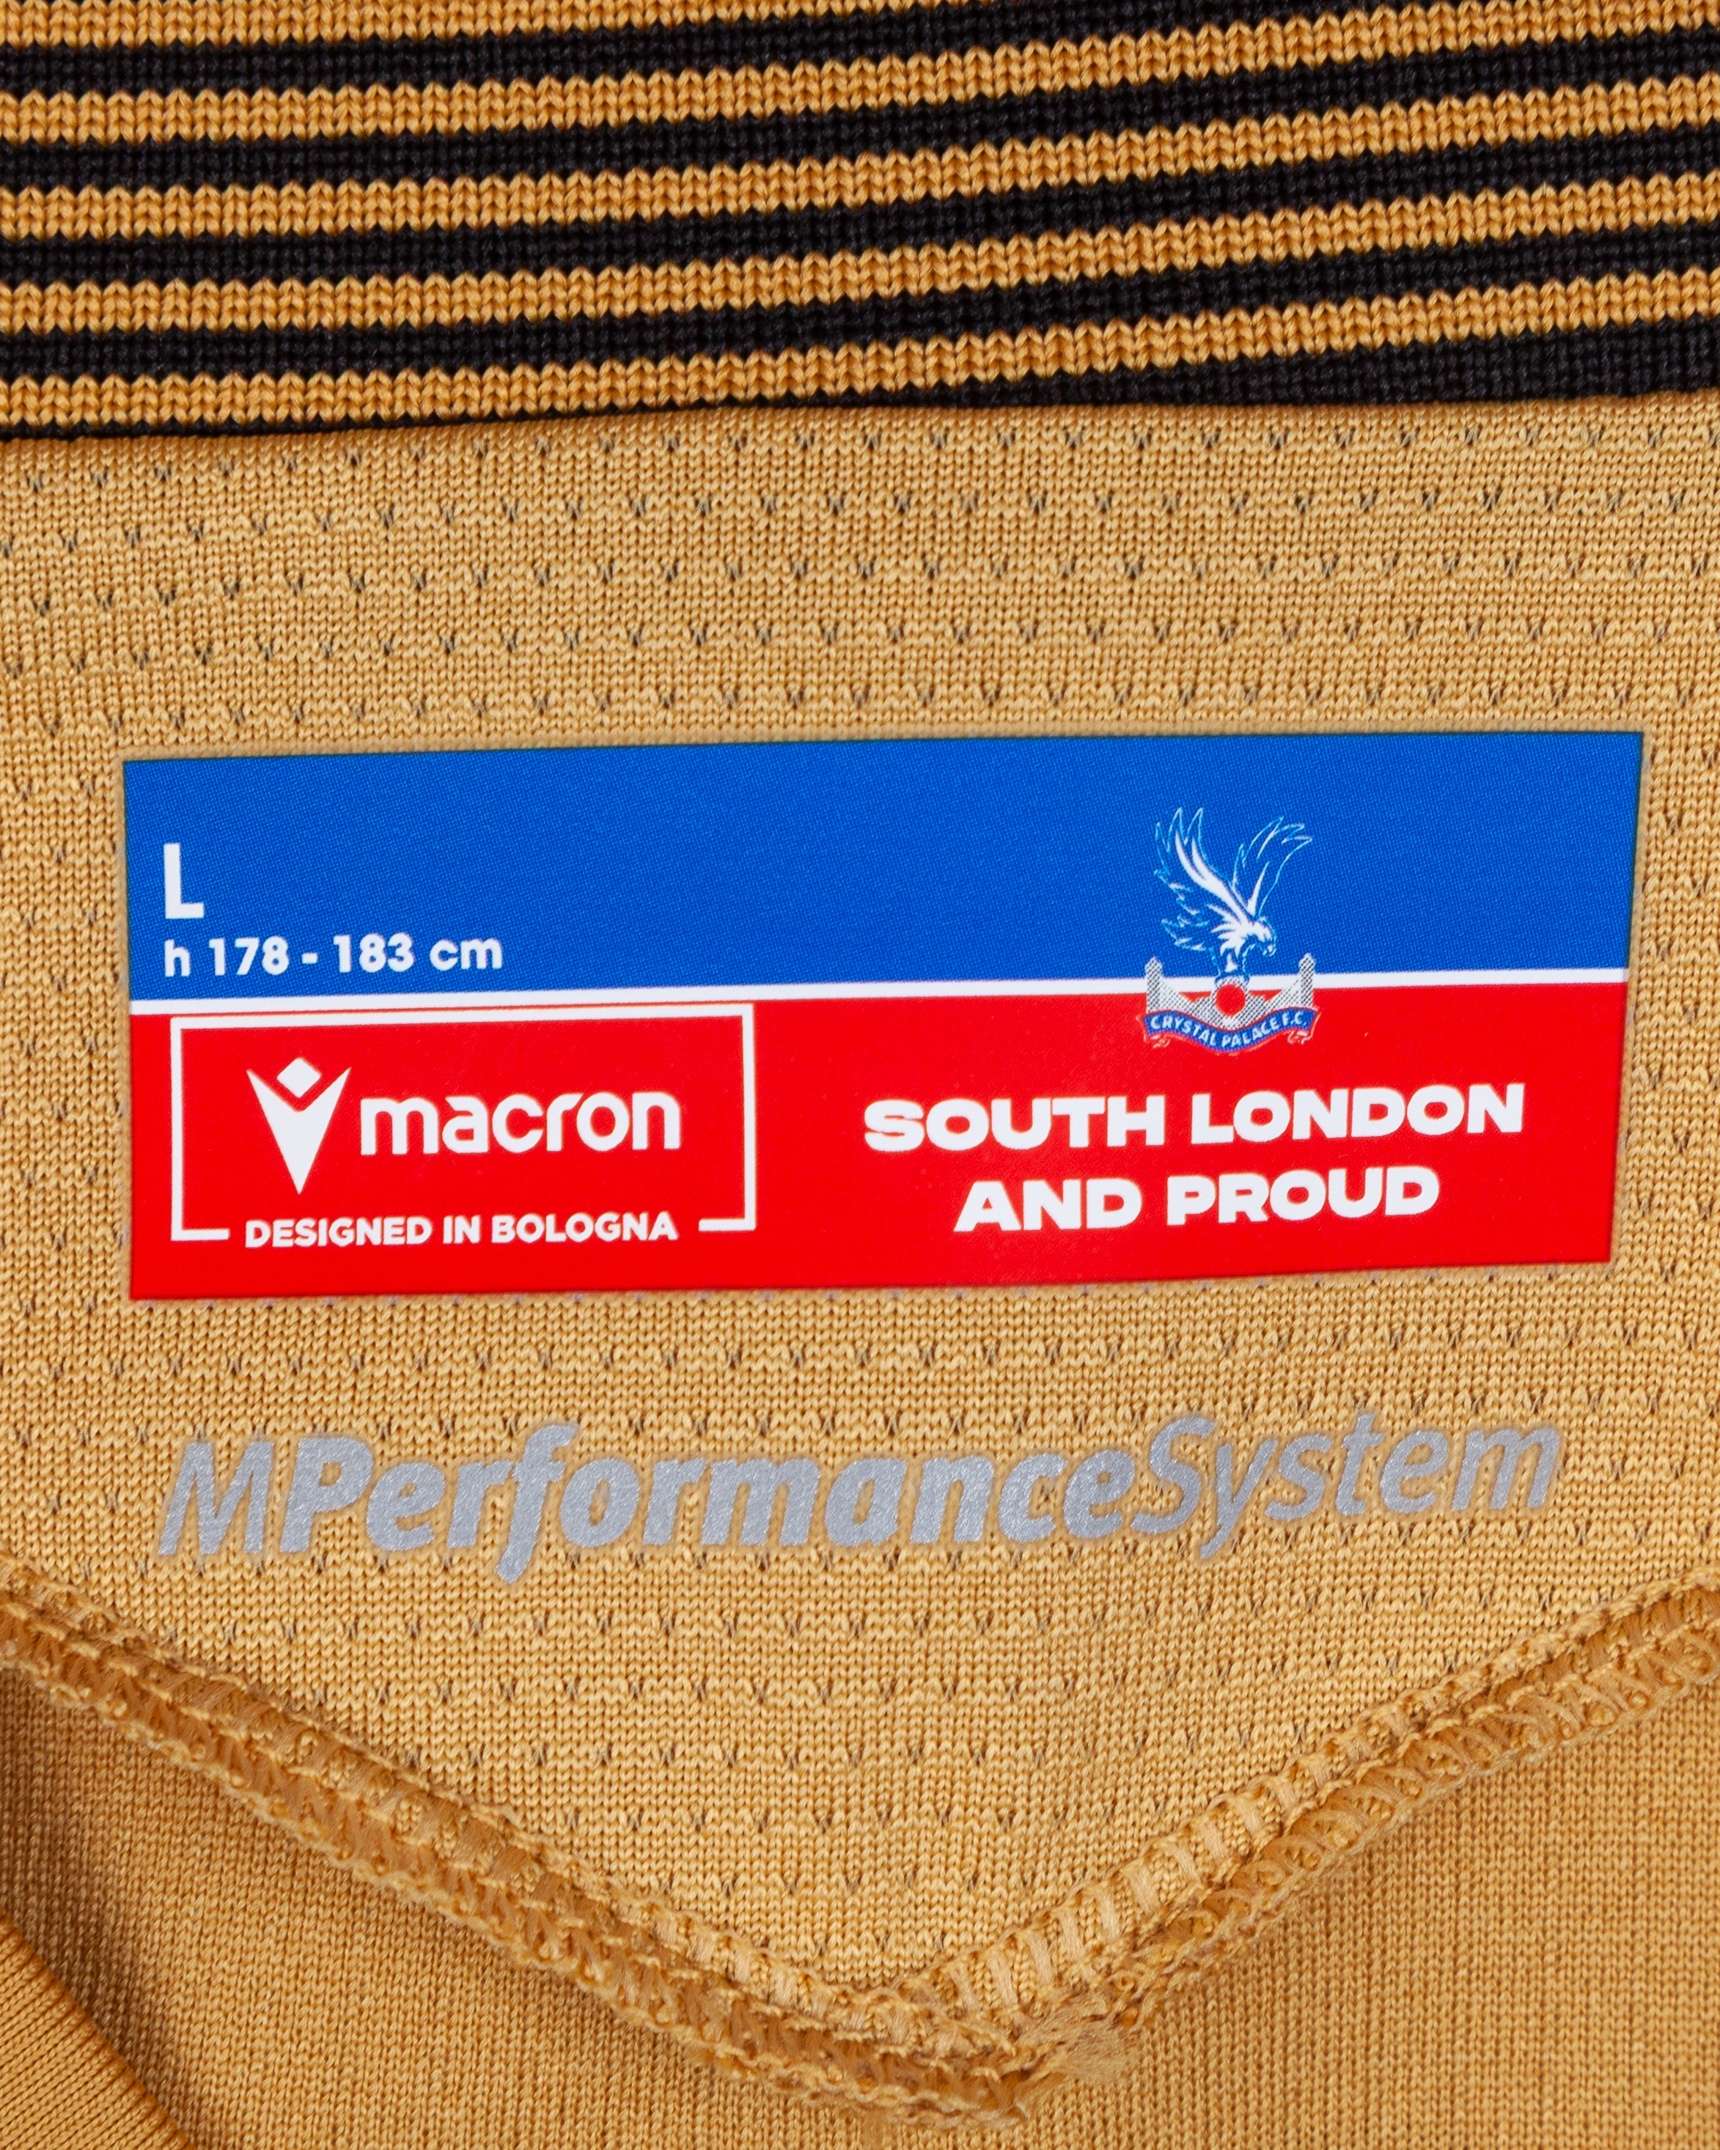 L
h 178 - 183 cm
CRYSTAL PALACE F.C.
macron
DESIGNED IN BOLOGNA
SOUTH LONDON
AND PROUD
MPerformanceSystem